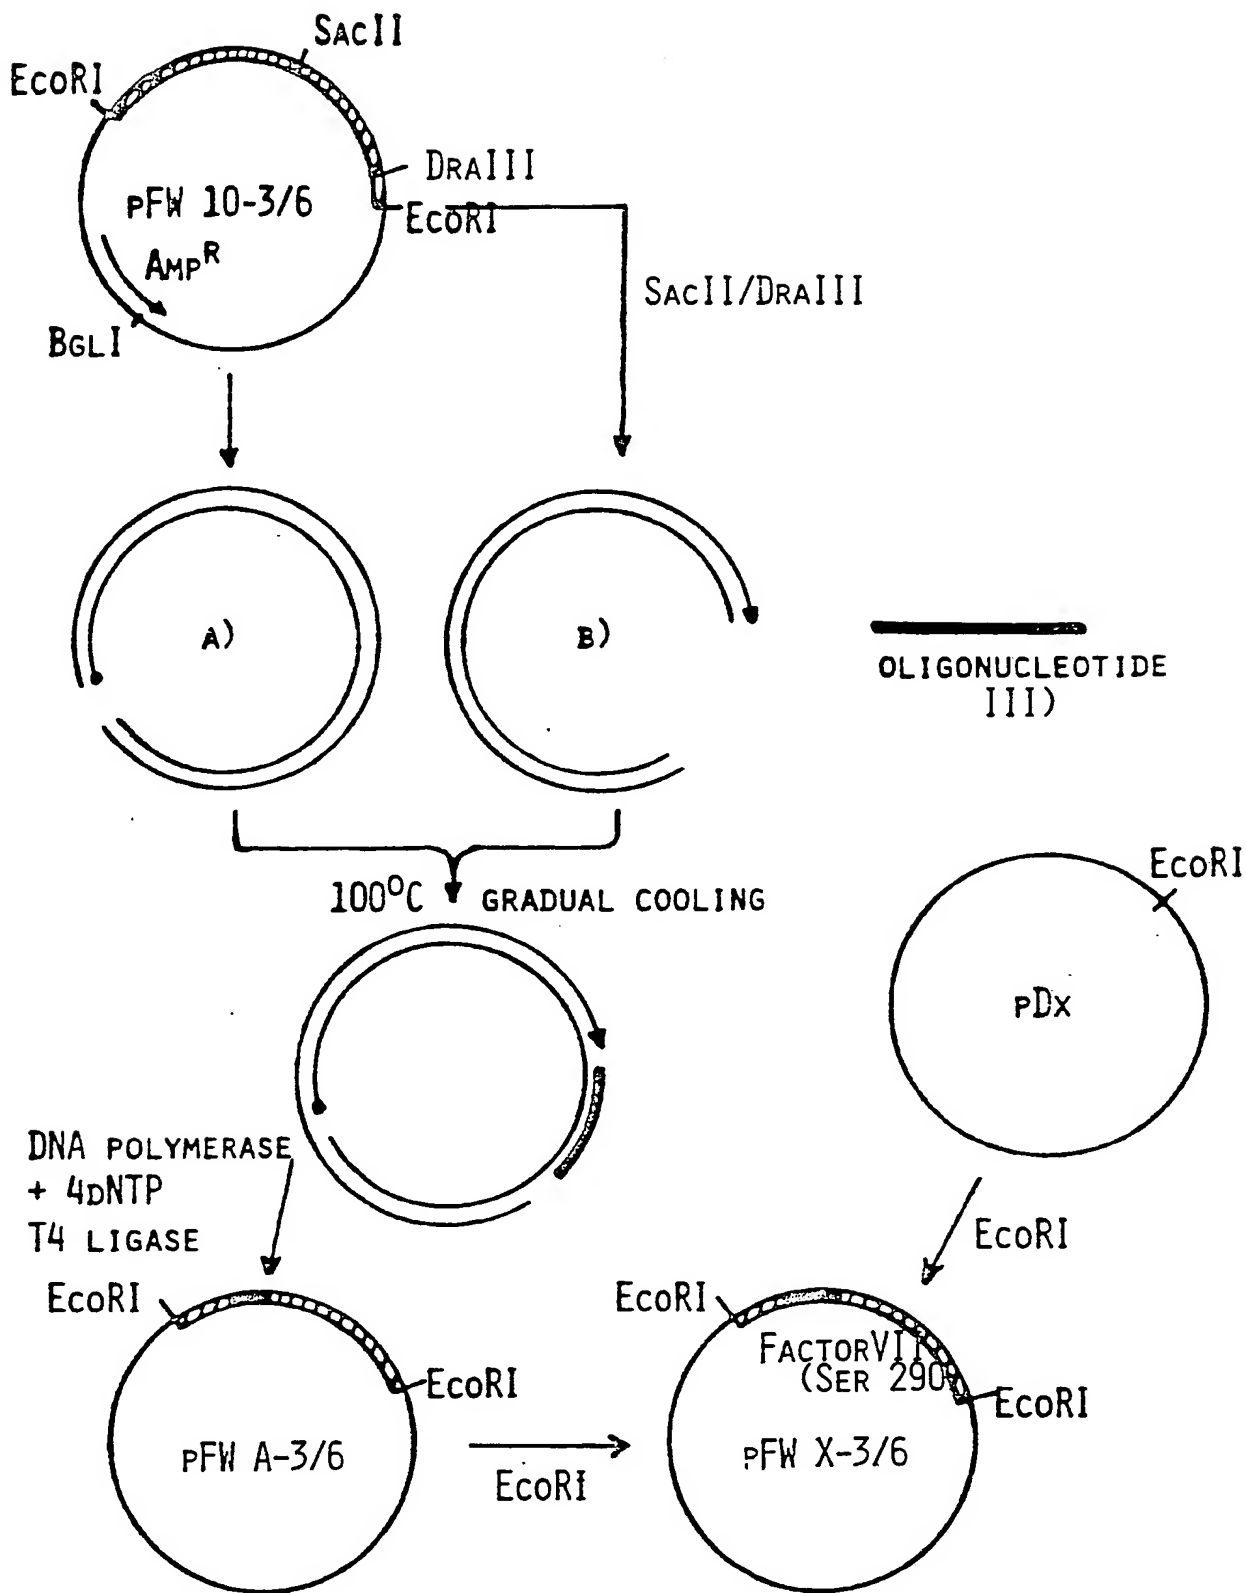 SacII
EcoRI
DraIII
pFW 10-3/6
EcoRI
AmpR
SacII/DraIII
BglI
A)
B)
OLIGONUCLEOTIDE
III)
EcoRI
100°C GRADUAL COOLING
pDx
DNA POLYMERASE
+ 4dNTP
T4 LIGASE
EcoRI
EcoRI
EcoRI
FACTOR VII
(SER 290
EcoRI
EcoRI
pFW A-3/6
pFW X-3/6
EcoRI